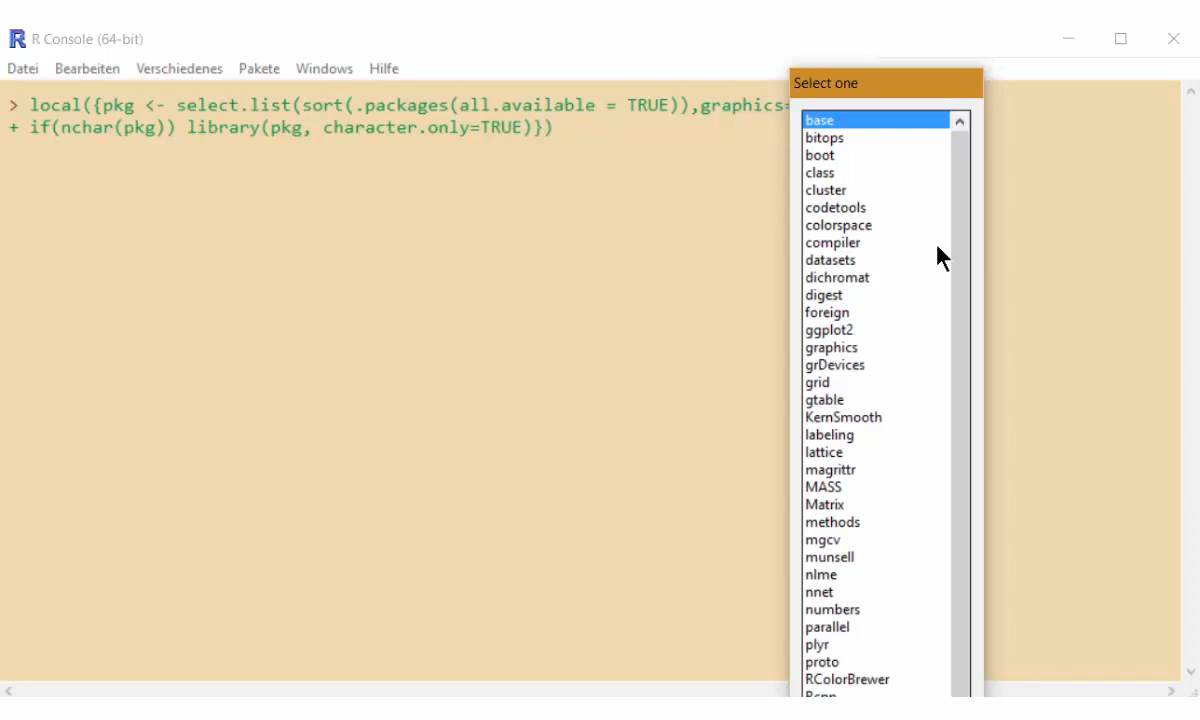 R Console (64-bit)
Datei Bearbeiten Verschiedenes Pakete Windows Hilfe
> local({pkg <- select.list(sort(.packages(all.available = TRUE)),graphics=
+ if(nchar(pkg)) library(pkg, character.only=TRUE)})
Select one
base
bitops
boot
class
cluster
codetools
colorspace
compiler
datasets
dichromat
digest
foreign
ggplot2
graphics
grDevices
grid
gtable
KernSmooth
labeling
lattice
magrittr
MASS
Matrix
methods
mgcv
munsell
nlme
nnet
numbers
parallel
plyr
proto
RColorBrewer